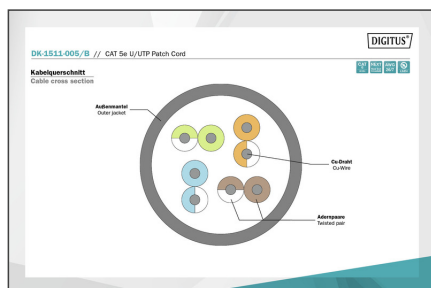 DIGITUS®
DK-1511-005/B // CAT 5e U/UTP Patch Cord
Kabelquerschnitt
Cable cross section
Außenmantel
Outer jacket
Cu-Draht
Cu-Wire
Adernpaare
Twisted pair